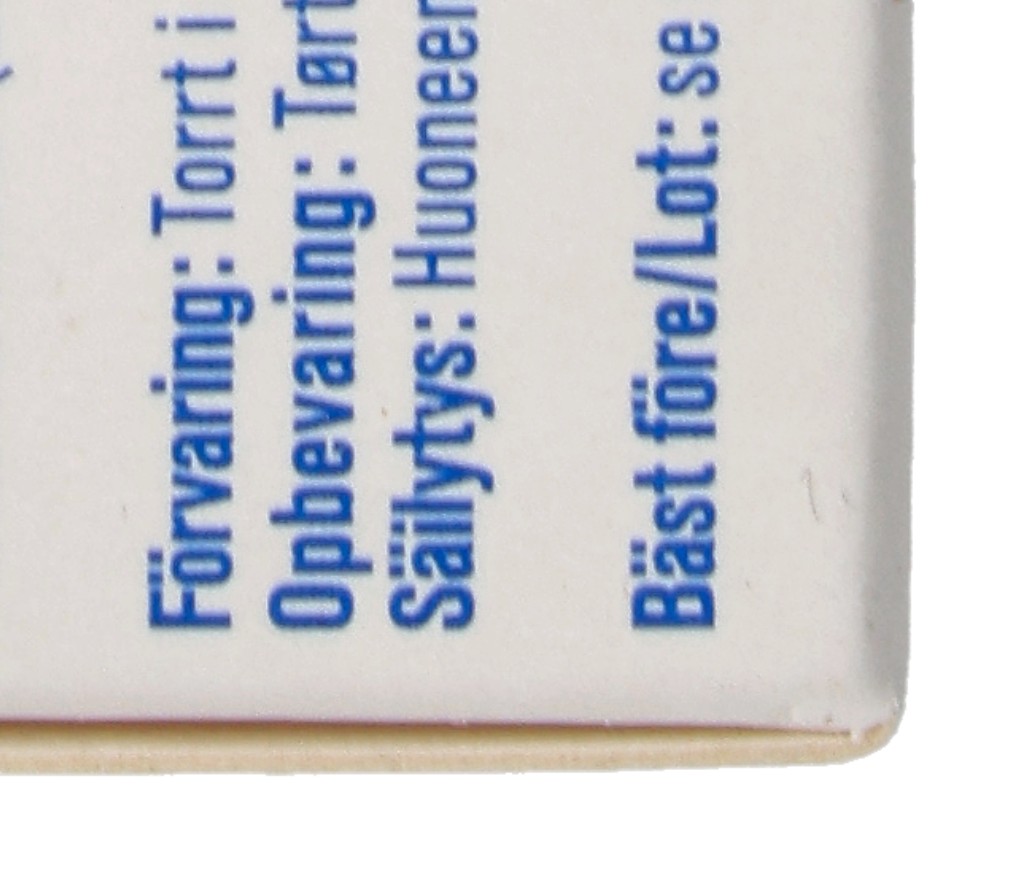 Förvaring: Torrt i
Opbevaring: Tørt
Säilytys: Huoneen
Bäst före/Lot: se